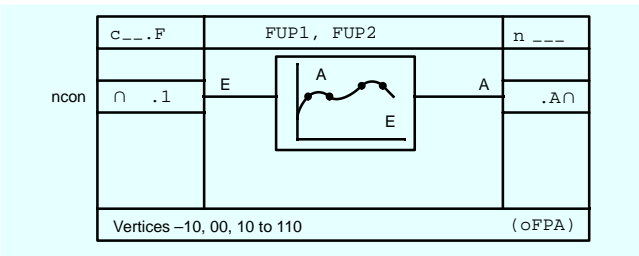 c__.F FUP1, FUP2 n ___
ncon ∩ .1 E A E A .A∩
Vertices –10, 00, 10 to 110 (oFPA)